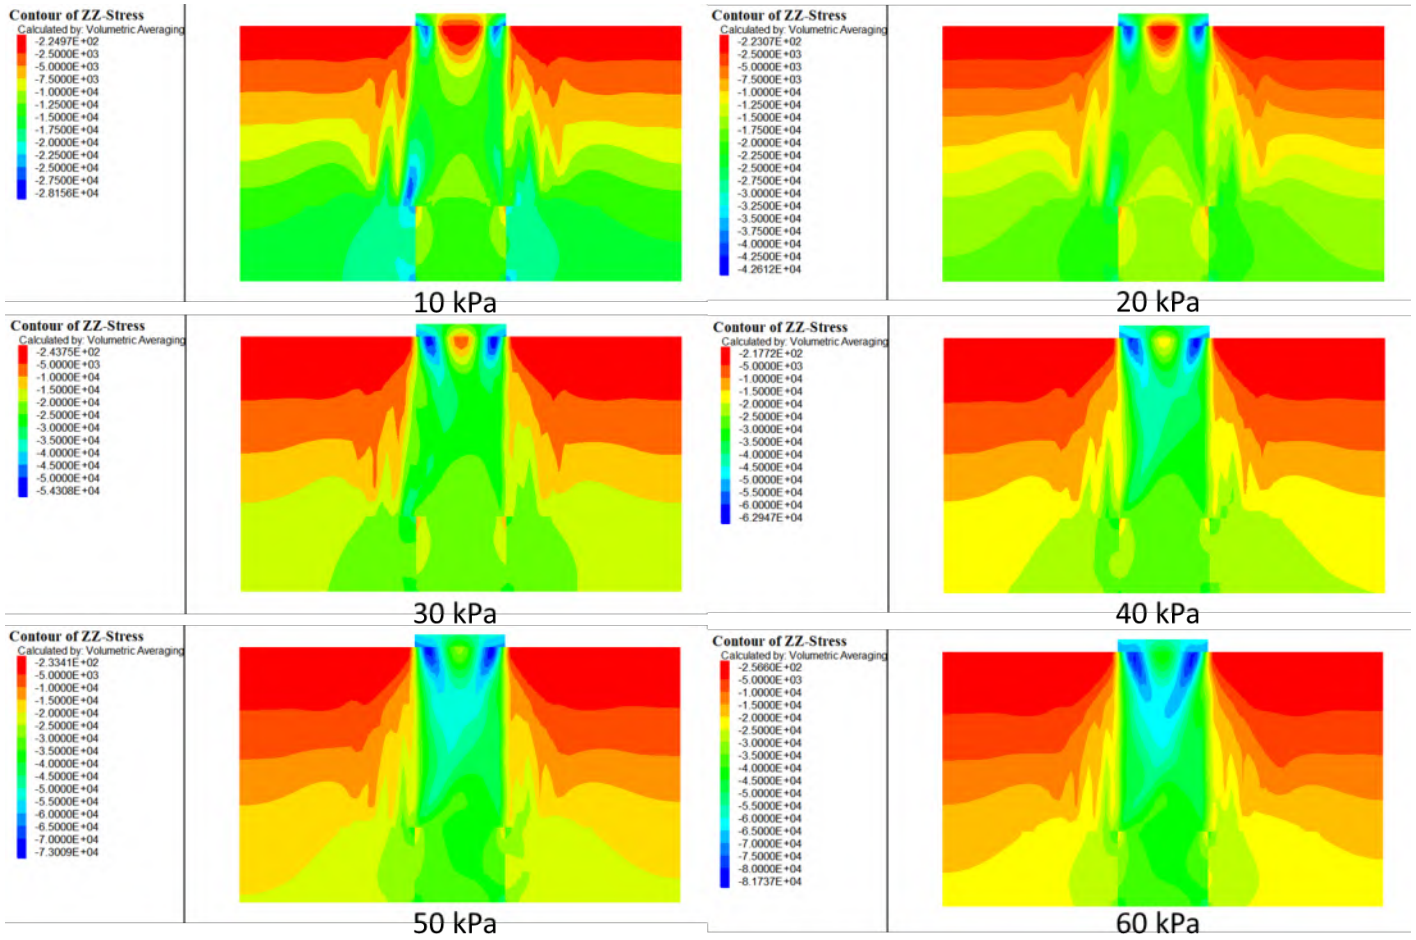 Contour of ZZ-Stress
Calculated by: Volumetric Averaging
-2.2497E+02
-2.5000E+03
-5.0000E+03
-7.5000E+03
-1.0000E+04
-1.2500E+04
-1.5000E+04
-1.7500E+04
-2.0000E+04
-2.2500E+04
-2.5000E+04
-2.7500E+04
-2.8156E+04
10 kPa
Contour of ZZ-Stress
Calculated by: Volumetric Averaging
-2.2307E+02
-2.5000E+03
-5.0000E+03
-7.5000E+03
-1.0000E+04
-1.2500E+04
-1.5000E+04
-1.7500E+04
-2.0000E+04
-2.2500E+04
-2.5000E+04
-2.7500E+04
-3.0000E+04
-3.2500E+04
-3.5000E+04
-3.7500E+04
-4.0000E+04
-4.2500E+04
-4.2612E+04
20 kPa
Contour of ZZ-Stress
Calculated by: Volumetric Averaging
-2.4375E+02
-5.0000E+03
-1.0000E+04
-1.5000E+04
-2.0000E+04
-2.5000E+04
-3.0000E+04
-3.5000E+04
-4.0000E+04
-4.5000E+04
-5.0000E+04
-5.4308E+04
30 kPa
Contour of ZZ-Stress
Calculated by: Volumetric Averaging
-2.1772E+02
-5.0000E+03
-1.0000E+04
-1.5000E+04
-2.0000E+04
-2.5000E+04
-3.0000E+04
-3.5000E+04
-4.0000E+04
-4.5000E+04
-5.0000E+04
-5.5000E+04
-6.0000E+04
-6.2947E+04
40 kPa
Contour of ZZ-Stress
Calculated by: Volumetric Averaging
-2.3341E+02
-5.0000E+03
-1.0000E+04
-1.5000E+04
-2.0000E+04
-2.5000E+04
-3.0000E+04
-3.5000E+04
-4.0000E+04
-4.5000E+04
-5.0000E+04
-5.5000E+04
-6.0000E+04
-6.5000E+04
-7.0000E+04
-7.3009E+04
50 kPa
Contour of ZZ-Stress
Calculated by: Volumetric Averaging
-2.5660E+02
-5.0000E+03
-1.0000E+04
-1.5000E+04
-2.0000E+04
-2.5000E+04
-3.0000E+04
-3.5000E+04
-4.0000E+04
-4.5000E+04
-5.0000E+04
-5.5000E+04
-6.0000E+04
-6.5000E+04
-7.0000E+04
-7.5000E+04
-8.0000E+04
-8.1737E+04
60 kPa